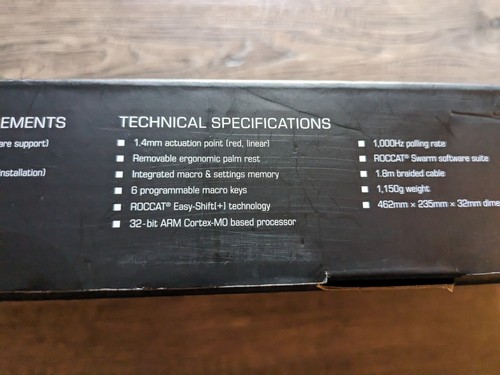 EMENTS
are support)
nstallation)
TECHNICAL SPECIFICATIONS
1.4mm actuation point (red, linear)
Removable ergonomic palm rest
Integrated macro & settings memory
6 programmable macro keys
ROCCAT® Easy-Shift[+] technology
32-bit ARM Cortex-M0 based processor
1,000Hz polling rate
ROCCAT® Swarm software suite
1.8m braided cable
1,150g weight
462mm × 235mm × 32mm dime